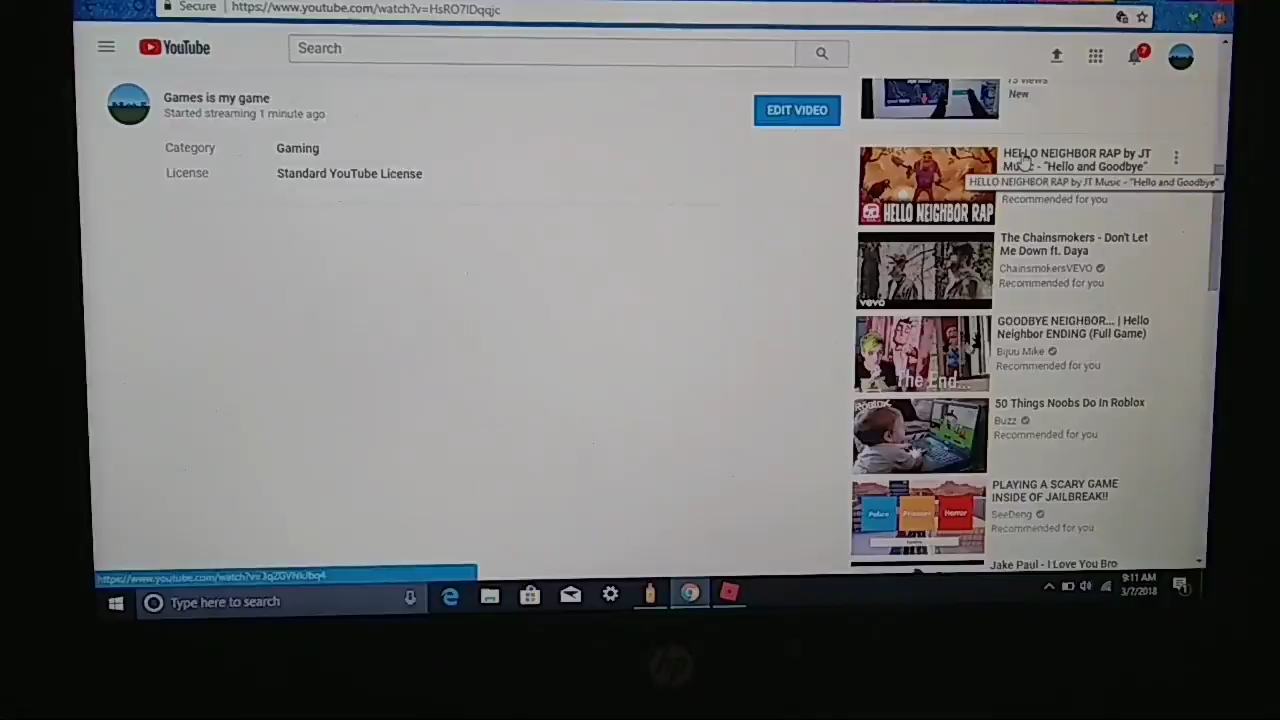 Secure | https://www.youtube.com/watch?v=HsRO7IDqqjc
YouTube
Search
7
Games is my game
Started streaming 1 minute ago
EDIT VIDEO
Category Gaming
License Standard YouTube License
73 views
New
HELLO NEIGHBOR RAP by JT
Music - "Hello and Goodbye"
HELLO NEIGHBOR RAP by JT Music - "Hello and Goodbye"
Recommended for you
HELLO NEIGHBOR RAP
The Chainsmokers - Don't Let
Me Down ft. Daya
ChainsmokersVEVO
Recommended for you
vevo
GOODBYE NEIGHBOR... | Hello
Neighbor ENDING (Full Game)
Bijuu Mike
Recommended for you
The End...
50 Things Noobs Do In Roblox
Buzz
Recommended for you
ROBLOX
PLAYING A SCARY GAME
INSIDE OF JAILBREAK!!
SeeDeng
Recommended for you
Police
Prisoner
Horror
Jake Paul - I Love You Bro
Type here to search
9:11 AM
3/7/2018
1
hp